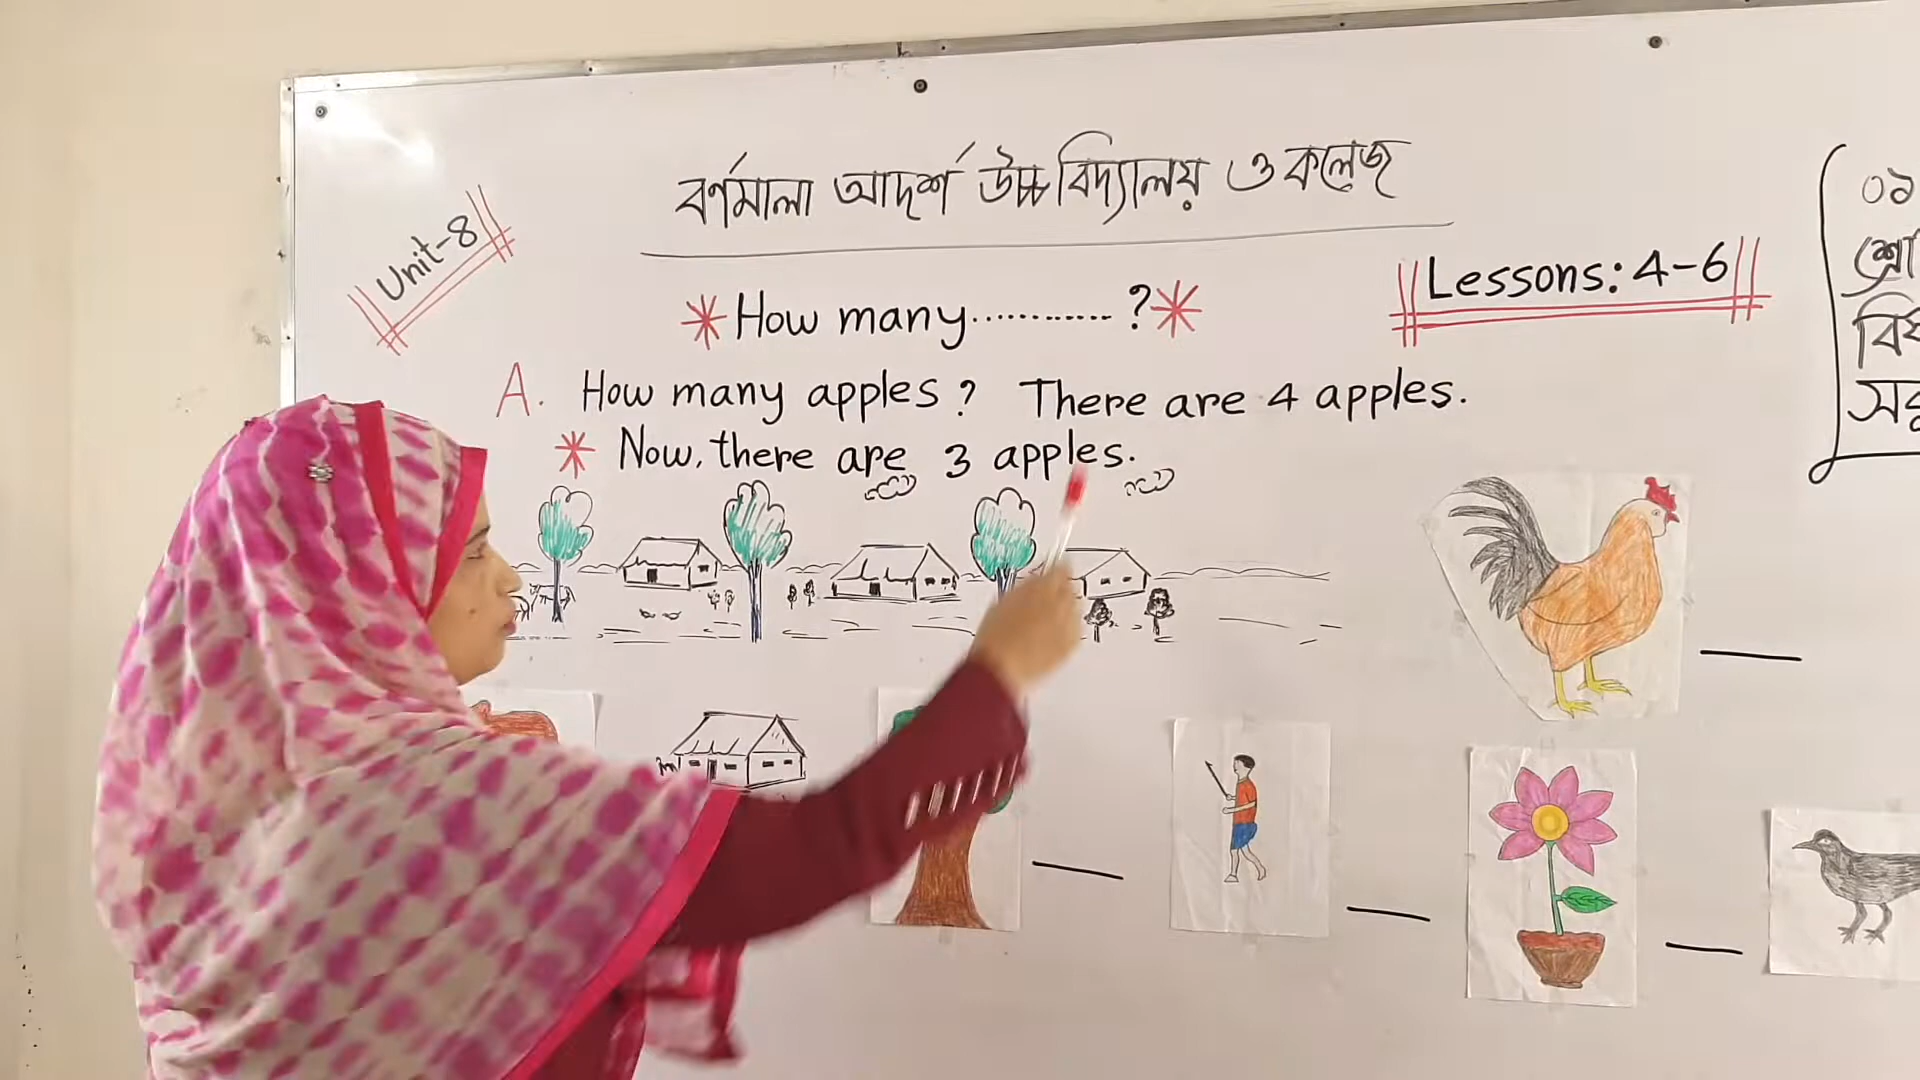 বর্ণমালা আদর্শ উচ্চ বিদ্যালয় ও কলেজ
Unit-8
Lessons: 4-6
* How many............ ? *
A. How many apples? There are 4 apples.
* Now, there are 3 apples.
০১